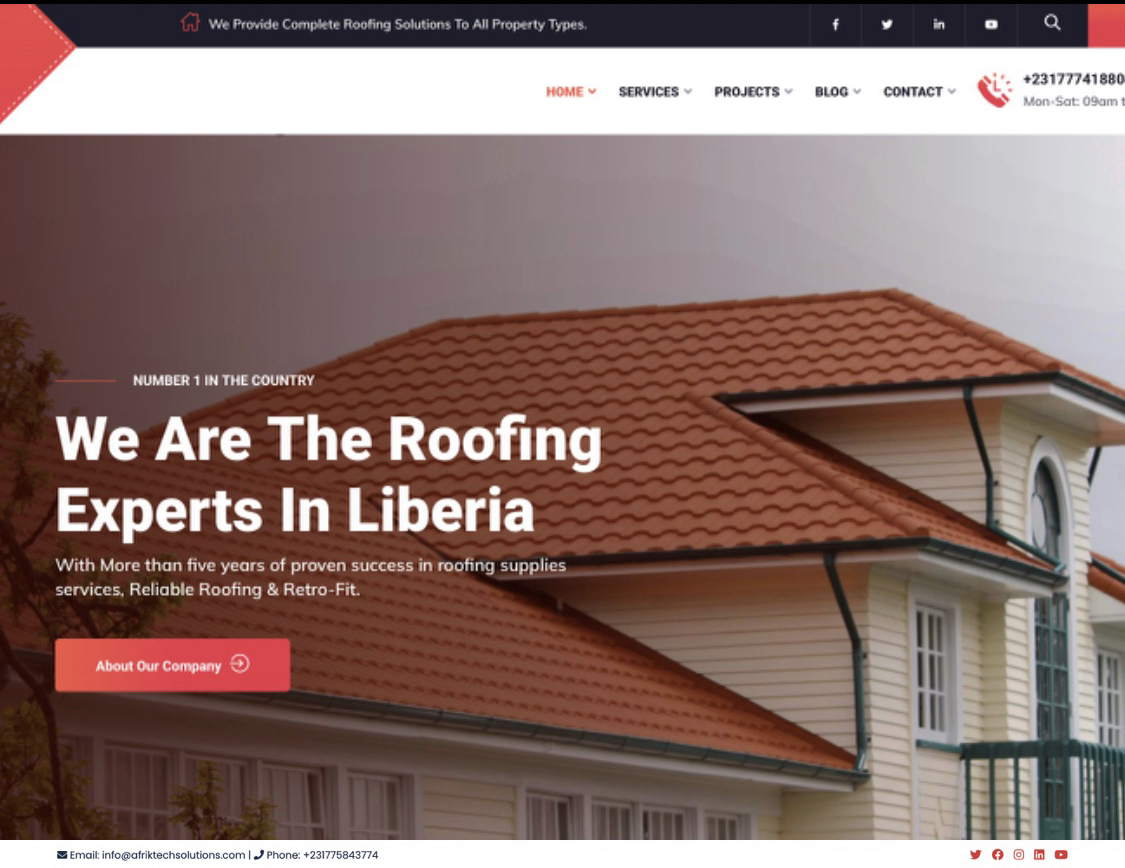 We Provide Complete Roofing Solutions To All Property Types.
HOME SERVICES PROJECTS BLOG CONTACT
+23177741880
Mon-Sat: 09am t
NUMBER 1 IN THE COUNTRY
We Are The Roofing
Experts In Liberia
With More than five years of proven success in roofing supplies
services, Reliable Roofing & Retro-Fit.
About Our Company
Email: info@afriktechsolutions.com | Phone: +231775843774